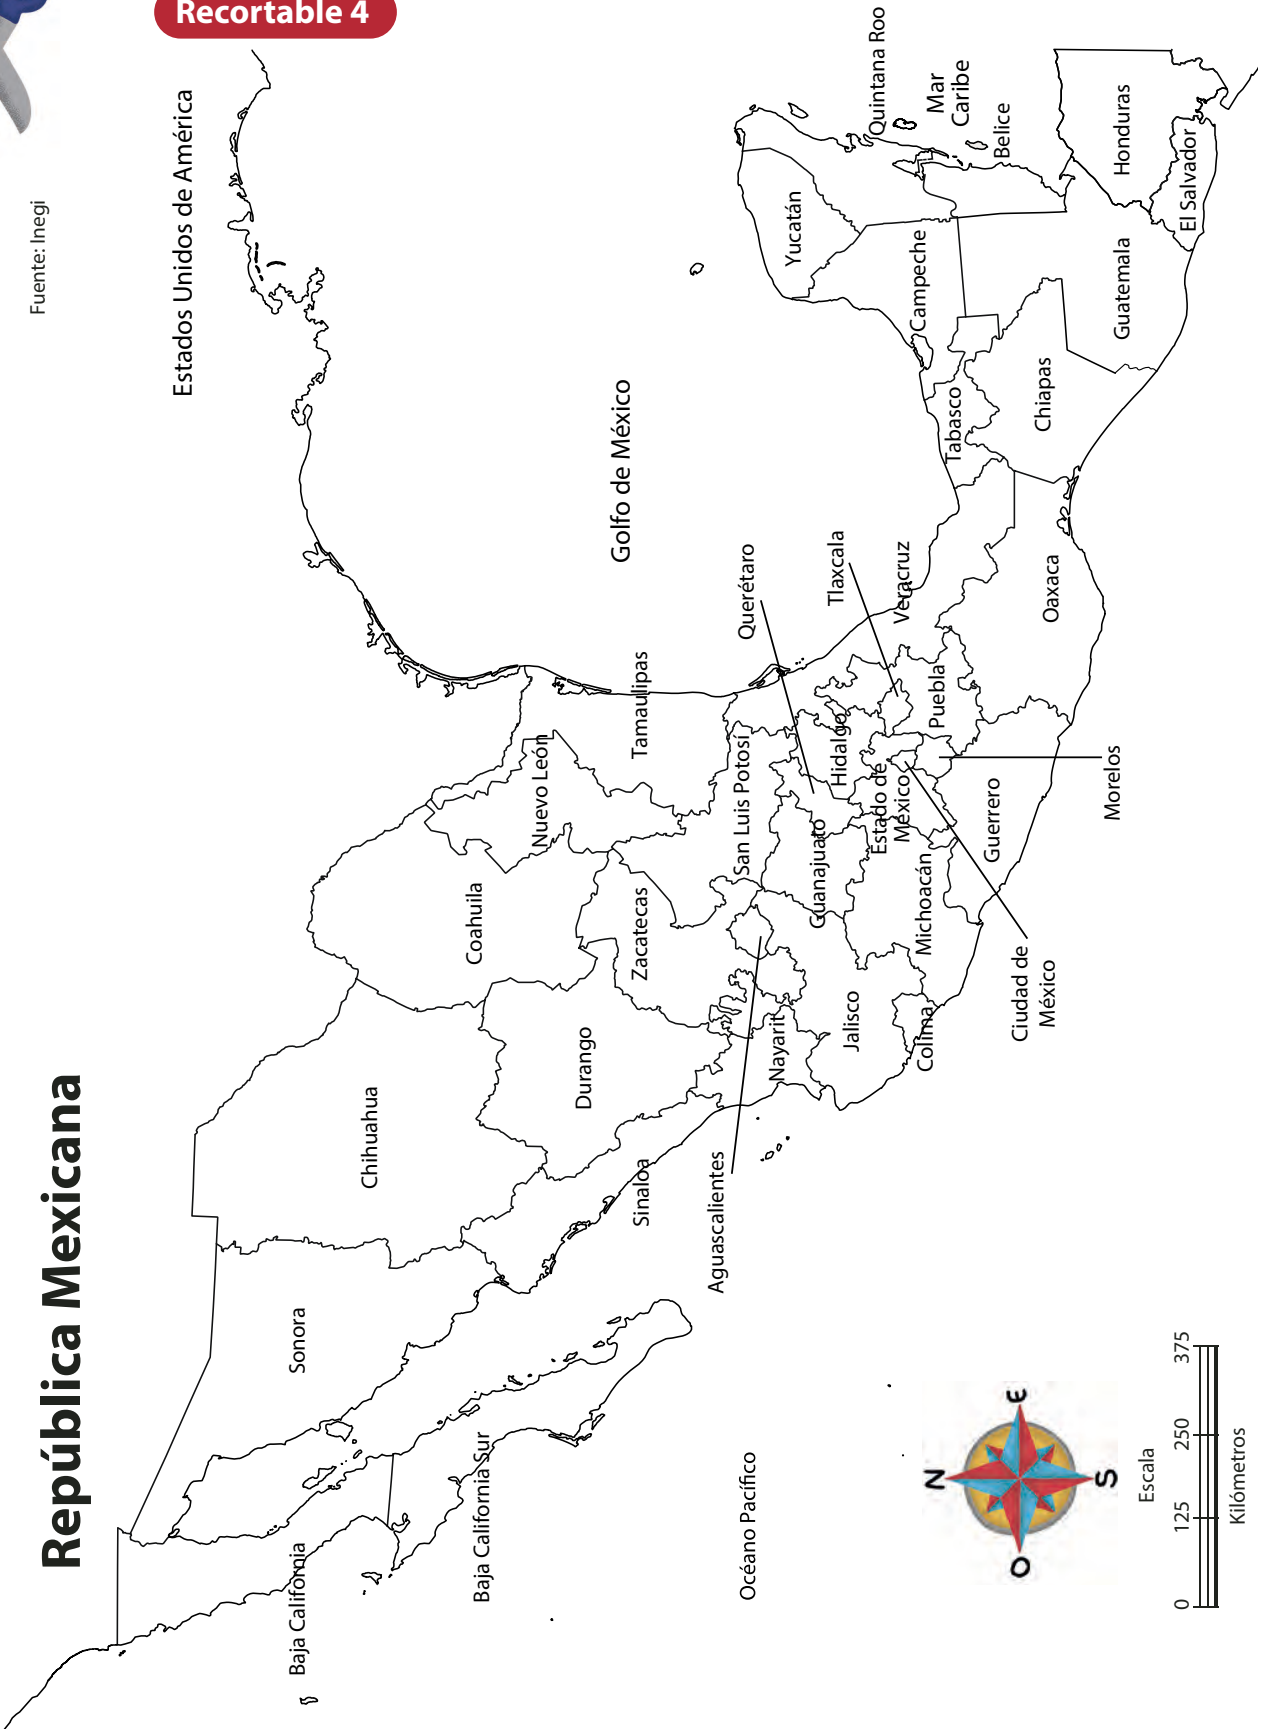 Recortable 4
República Mexicana
Fuente: Inegi
Estados Unidos de América
Golfo de México
Mar
Caribe
Océano Pacífico
Baja California
Baja California Sur
Sonora
Chihuahua
Coahuila
Nuevo León
Tamaulipas
Sinaloa
Durango
Zacatecas
San Luis Potosí
Aguascalientes
Nayarit
Jalisco
Colima
Guanajuato
Querétaro
Hidalgo
Michoacán
Estado de
México
Ciudad de
México
Morelos
Tlaxcala
Puebla
Veracruz
Guerrero
Oaxaca
Tabasco
Chiapas
Campeche
Yucatán
Quintana Roo
Belice
Guatemala
Honduras
El Salvador
N
O
E
S
Escala
0 125 250 375
Kilómetros